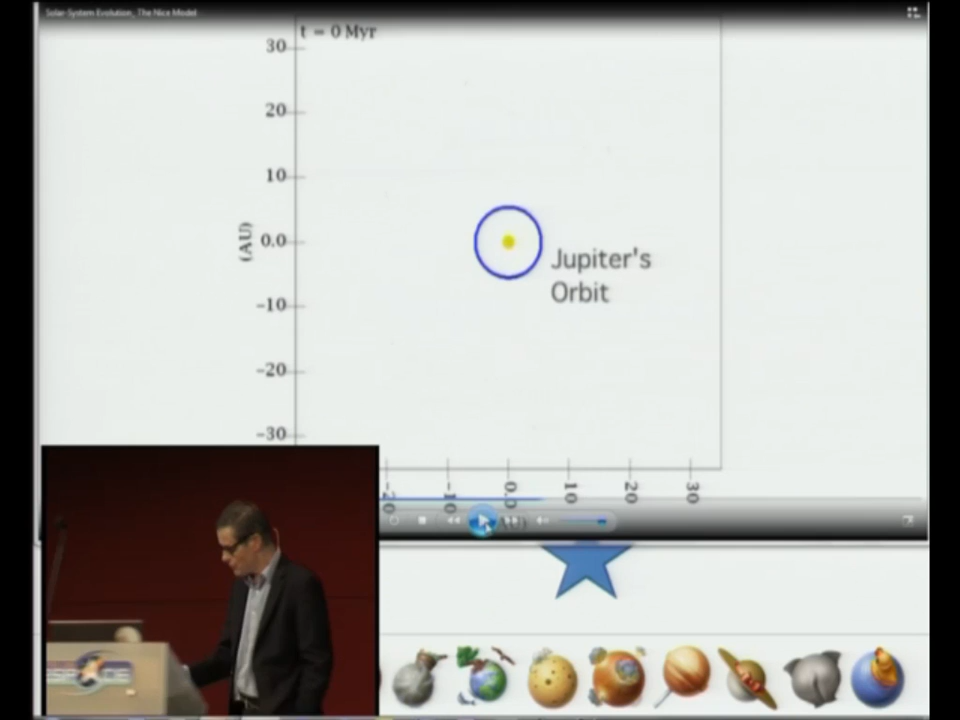 Solar-System Evolution_ The Nice Model
t = 0 Myr
30
20
10
0.0
(AU)
Jupiter's
Orbit
-10
-20
-30
-10
0.0
10
20
30